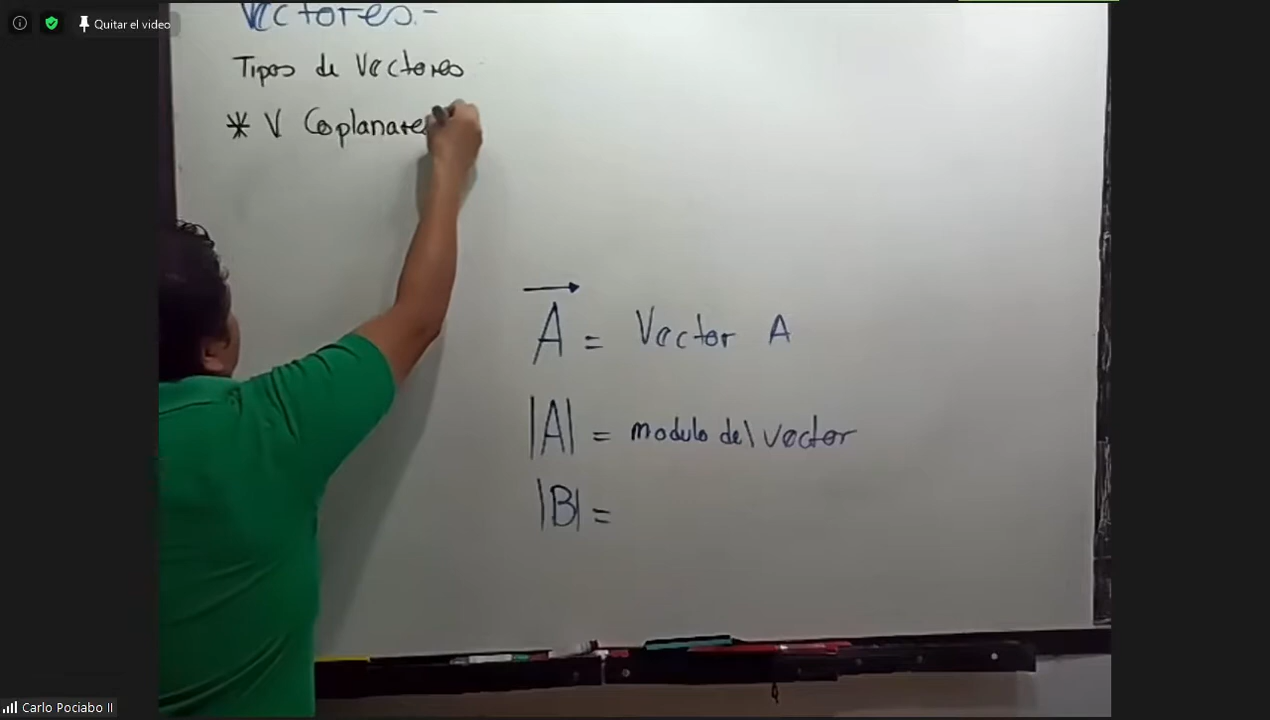 Quitar el video
Vectores.-
Tipos de Vectores
* V Coplanares
A = Vector A
|A| = modulo del vector
|B| =
Carlo Pociabo II